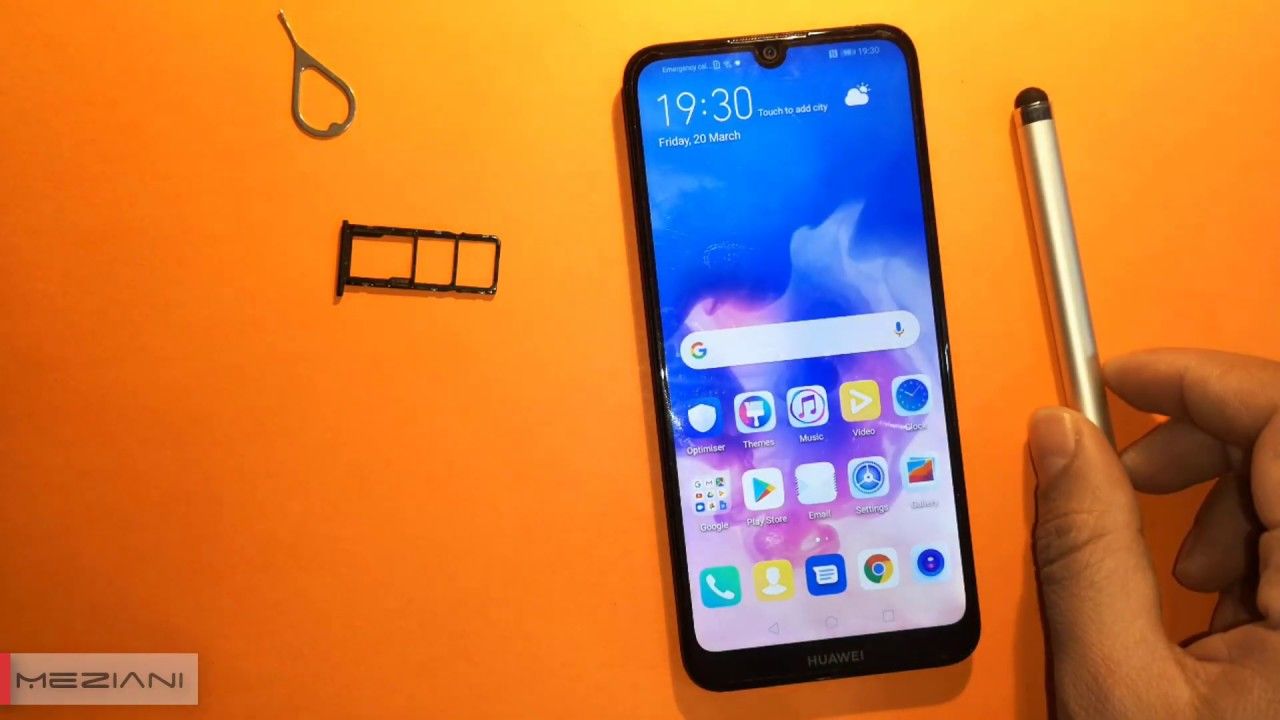 Emergency cal...
19:30
19:30
Touch to add city
Friday, 20 March
Optimiser
Themes
Music
Video
Clock
Google
Play Store
Email
Settings
Gallery
HUAWEI
MEZIANI